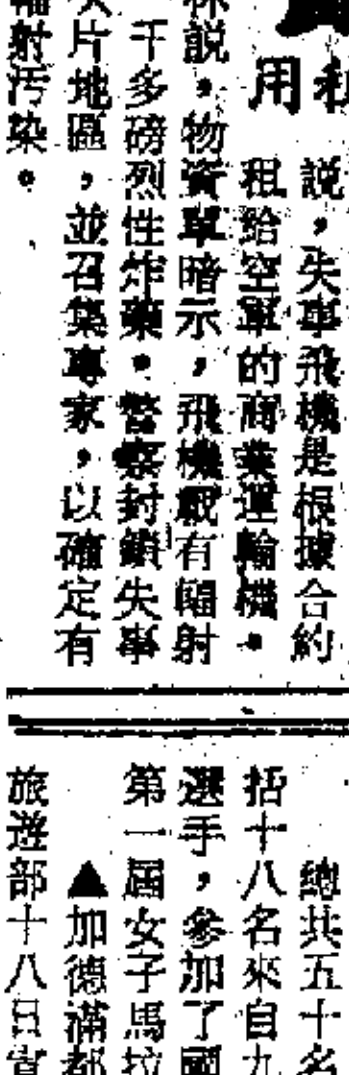 用租
説，失事飛機是根據合約
租給空軍的商業運輸機。
説，物資單暗示，飛機載有輻射
千多磅烈性炸藥。警察封鎖失事
片地區，並召集專家，以確定有
輻射污染。
總共五十名
括十八名來自九
選手，參加了國
第一届女子馬拉
▲加德滿都
旅遊部十八日宣